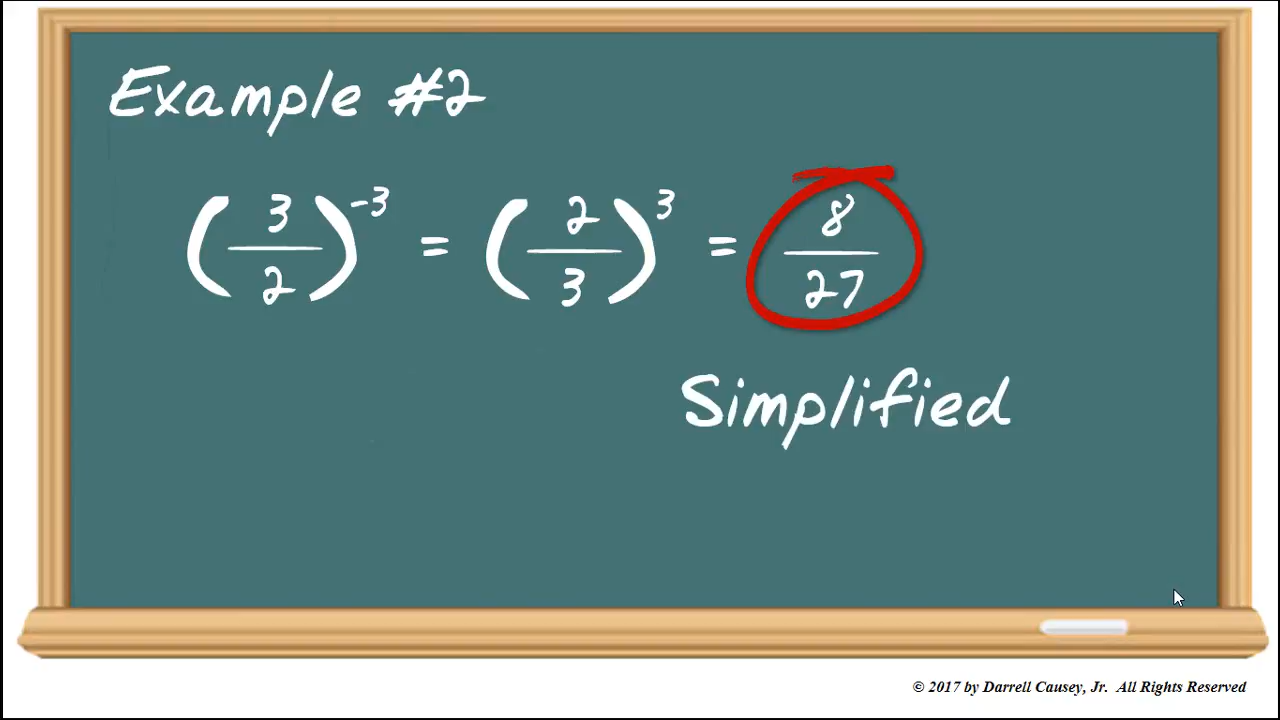 Example #2
(3/2)^-3 = (2/3)^3 = 8/27
Simplified
© 2017 by Darrell Causey, Jr. All Rights Reserved